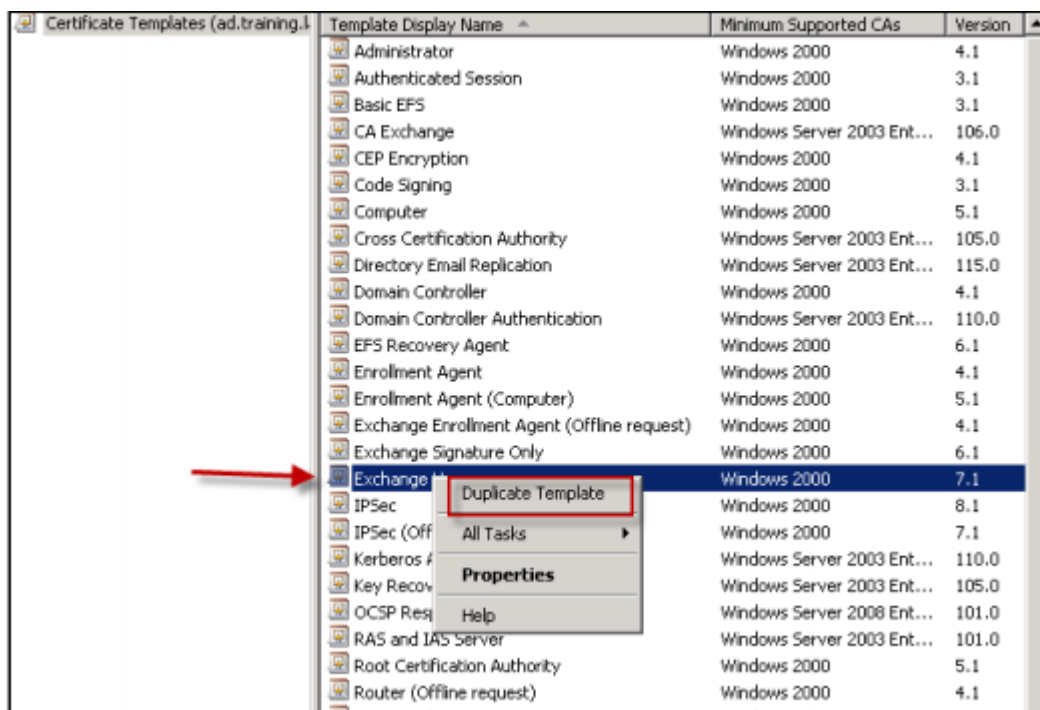 Certificate Templates (ad.training.l
Template Display Name Minimum Supported CAs Version
Administrator Windows 2000 4.1
Authenticated Session Windows 2000 3.1
Basic EFS Windows 2000 3.1
CA Exchange Windows Server 2003 Ent... 106.0
CEP Encryption Windows 2000 4.1
Code Signing Windows 2000 3.1
Computer Windows 2000 5.1
Cross Certification Authority Windows Server 2003 Ent... 105.0
Directory Email Replication Windows Server 2003 Ent... 115.0
Domain Controller Windows 2000 4.1
Domain Controller Authentication Windows Server 2003 Ent... 110.0
EFS Recovery Agent Windows 2000 6.1
Enrollment Agent Windows 2000 4.1
Enrollment Agent (Computer) Windows 2000 5.1
Exchange Enrollment Agent (Offline request) Windows 2000 4.1
Exchange Signature Only Windows 2000 6.1
Exchange Windows 2000 7.1
Duplicate Template
IPSec Windows 2000 8.1
IPSec (Off Windows 2000 7.1
All Tasks
Kerberos Windows Server 2003 Ent... 110.0
Properties
Key Recov Windows Server 2003 Ent... 105.0
OCSP Resp Windows Server 2008 Ent... 101.0
Help
RAS and IAS Server Windows Server 2003 Ent... 101.0
Root Certification Authority Windows 2000 5.1
Router (Offline request) Windows 2000 4.1